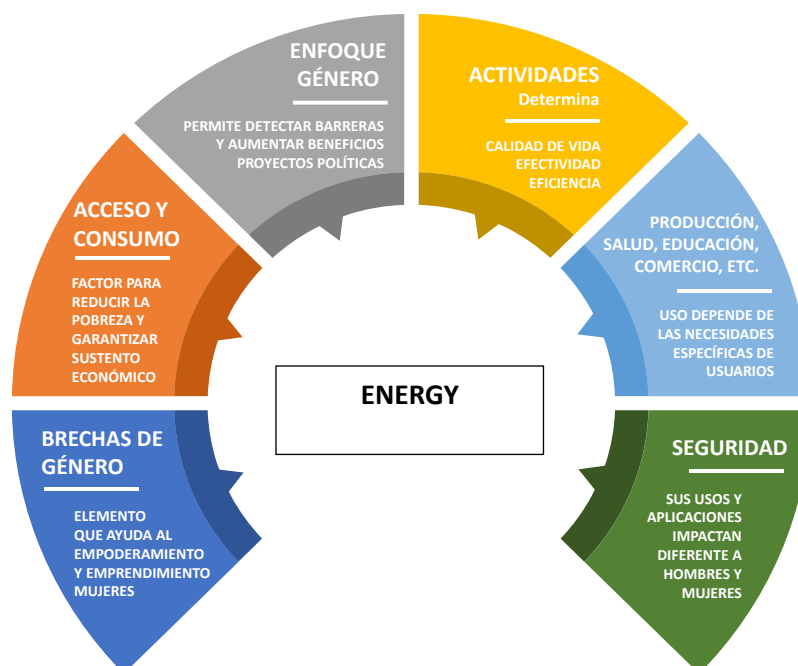 ENFOQUE
GÉNERO
PERMITE DETECTAR BARRERAS
Y AUMENTAR BENEFICIOS
PROYECTOS POLÍTICAS
ACTIVIDADES
Determina
CALIDAD DE VIDA
EFECTIVIDAD
EFICIENCIA
ACCESO Y
CONSUMO
FACTOR PARA
REDUCIR LA
POBREZA Y
GARANTIZAR
SUSTENTO
ECONÓMICO
PRODUCCIÓN,
SALUD, EDUCACIÓN,
COMERCIO, ETC.
USO DEPENDE DE
LAS NECESIDADES
ESPECÍFICAS DE
USUARIOS
ENERGY
BRECHAS DE
GÉNERO
ELEMENTO
QUE AYUDA AL
EMPODERAMIENTO
Y EMPRENDIMIENTO
MUJERES
SEGURIDAD
SUS USOS Y
APLICACIONES
IMPACTAN
DIFERENTE A
HOMBRES Y
MUJERES